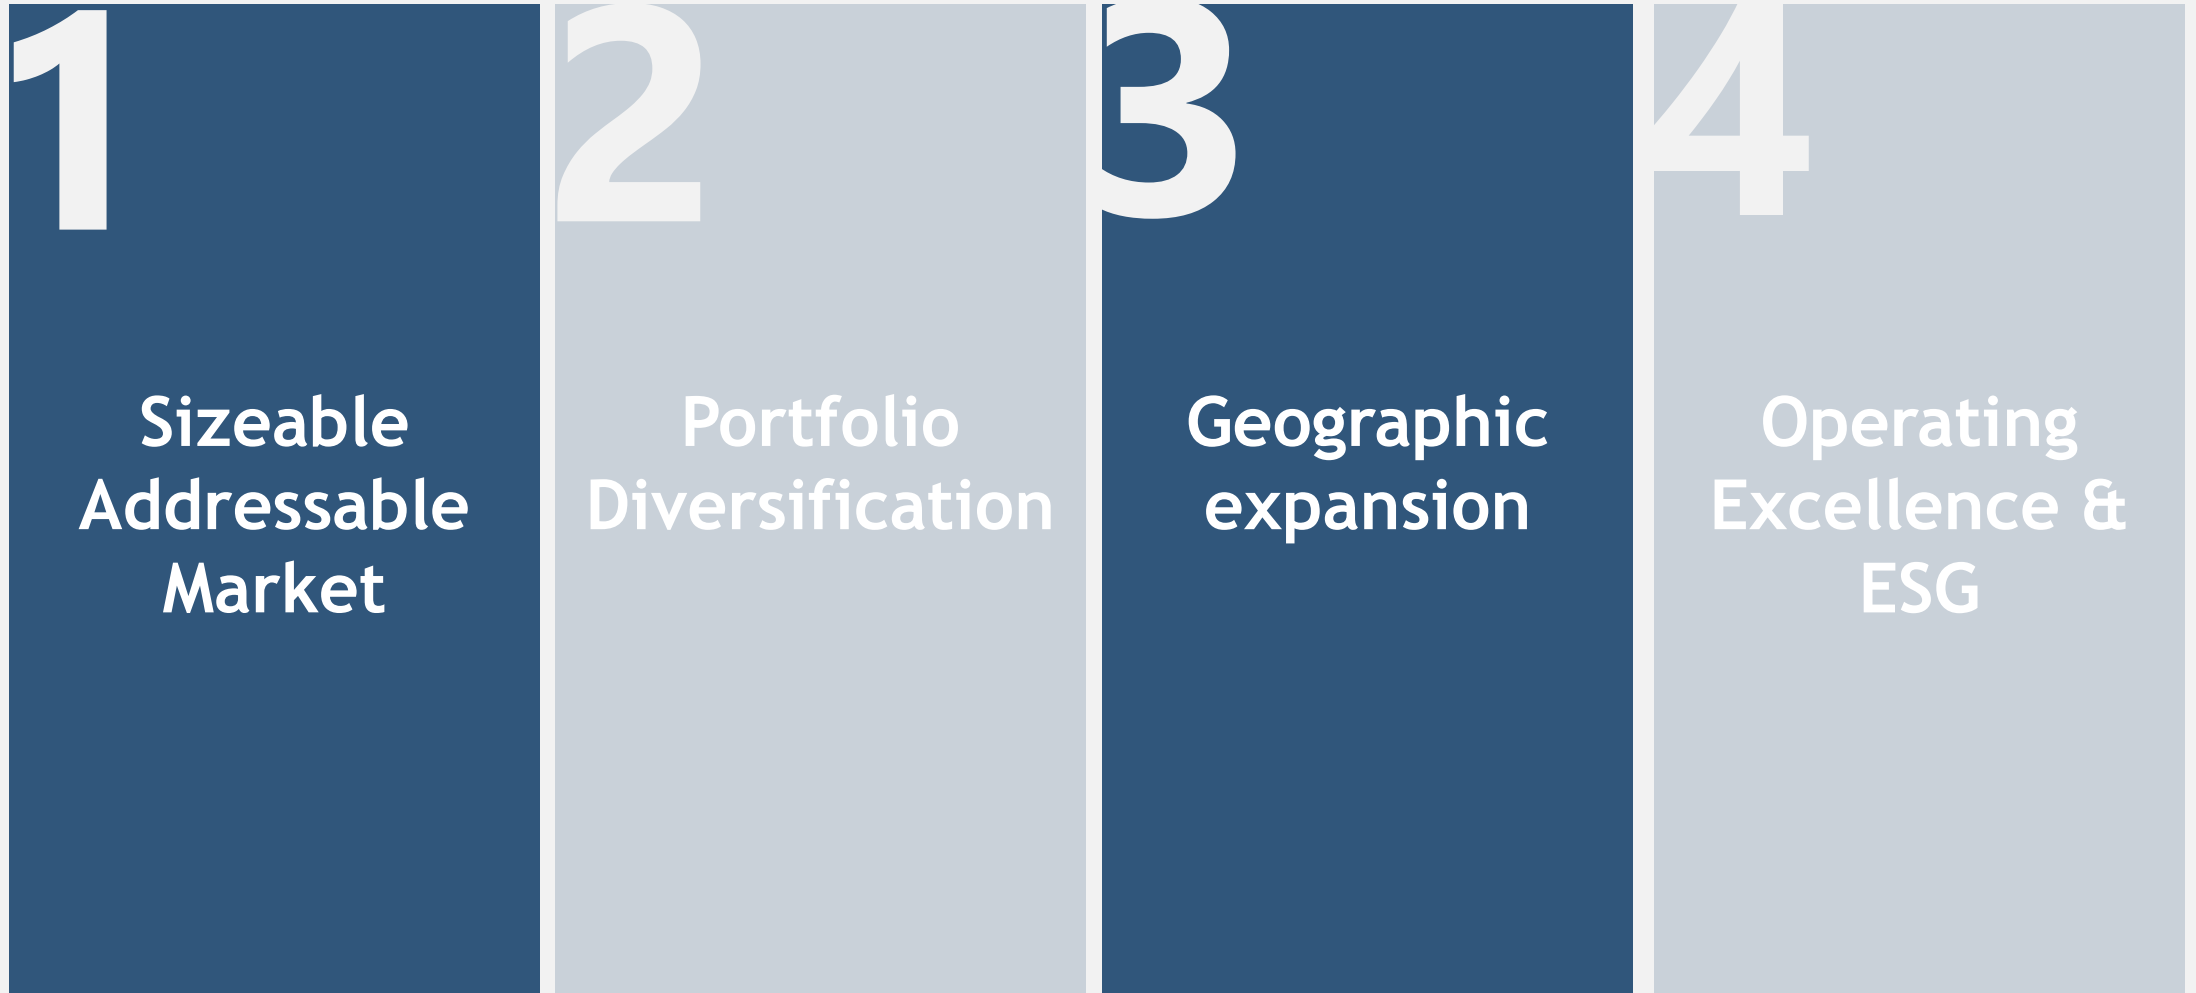 1
Sizeable
Addressable
Market
2
Portfolio
Diversification
3
Geographic
expansion
4
Operating
Excellence &
ESG